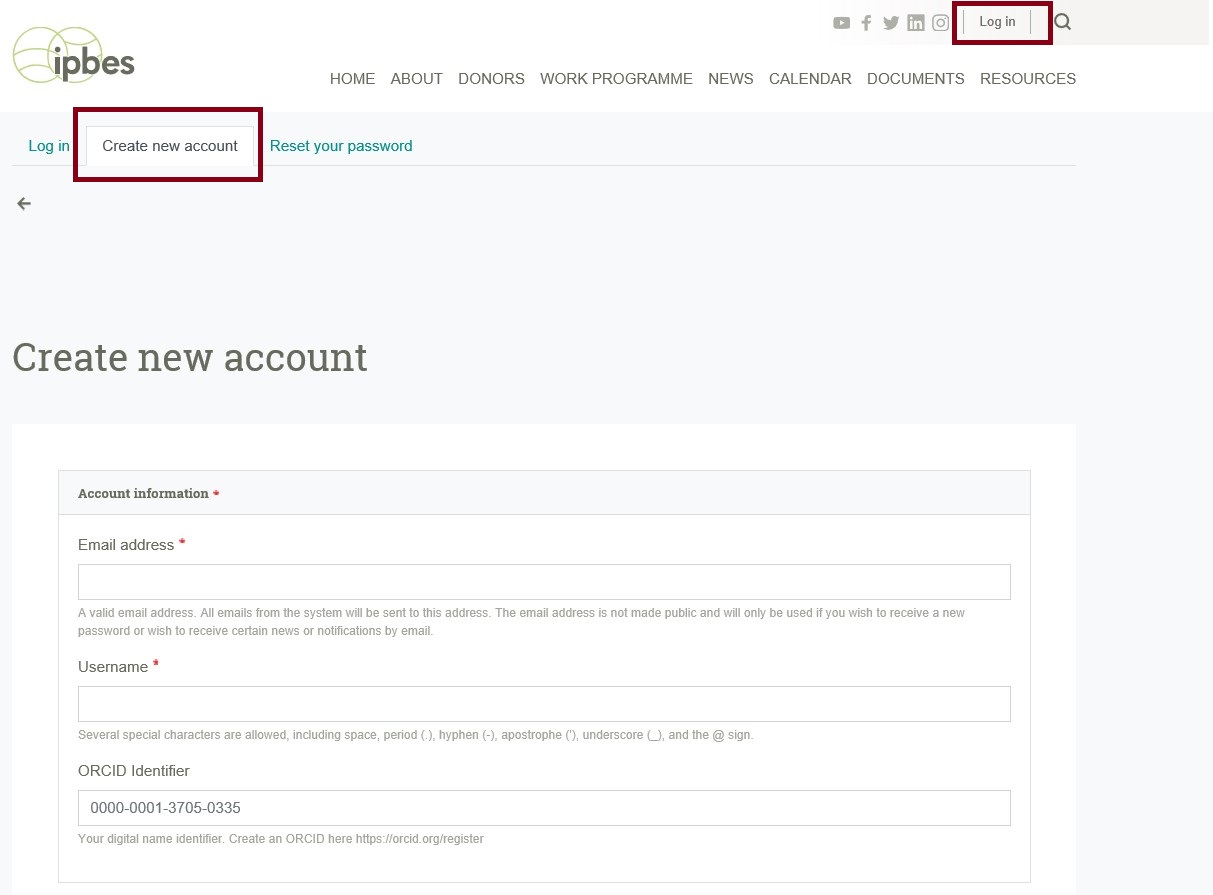 Log in
ipbes
HOME ABOUT DONORS WORK PROGRAMME NEWS CALENDAR DOCUMENTS RESOURCES
Log in Create new account Reset your password
Create new account
Account information *
Email address *
A valid email address. All emails from the system will be sent to this address. The email address is not made public and will only be used if you wish to receive a new
password or wish to receive certain news or notifications by email.
Username *
Several special characters are allowed, including space, period (.), hyphen (-), apostrophe ('), underscore (_), and the @ sign.
ORCID Identifier
0000-0001-3705-0335
Your digital name identifier. Create an ORCID here https://orcid.org/register